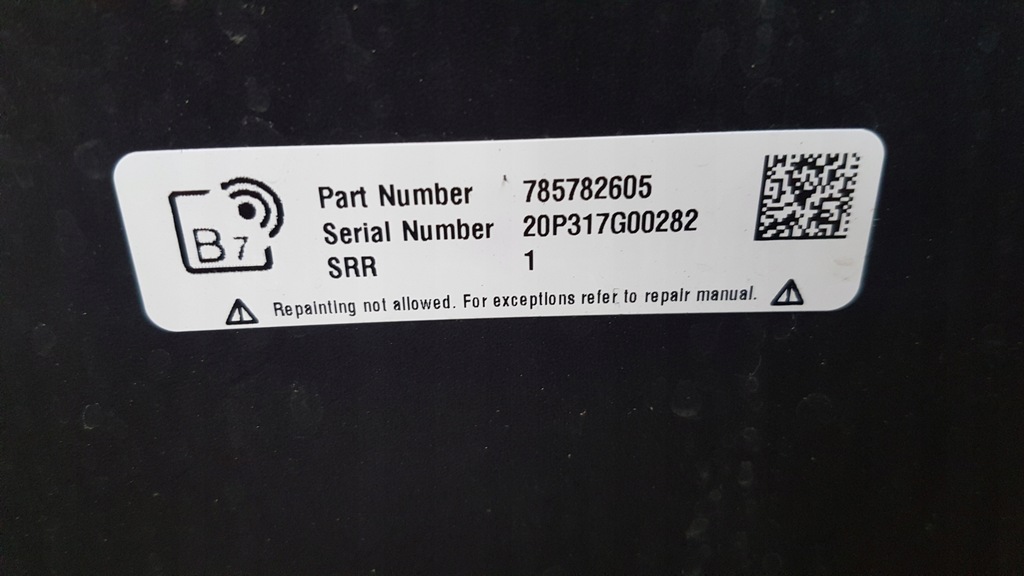 B7
Part Number 785782605
Serial Number 20P317G00282
SRR 1
Repainting not allowed. For exceptions refer to repair manual.